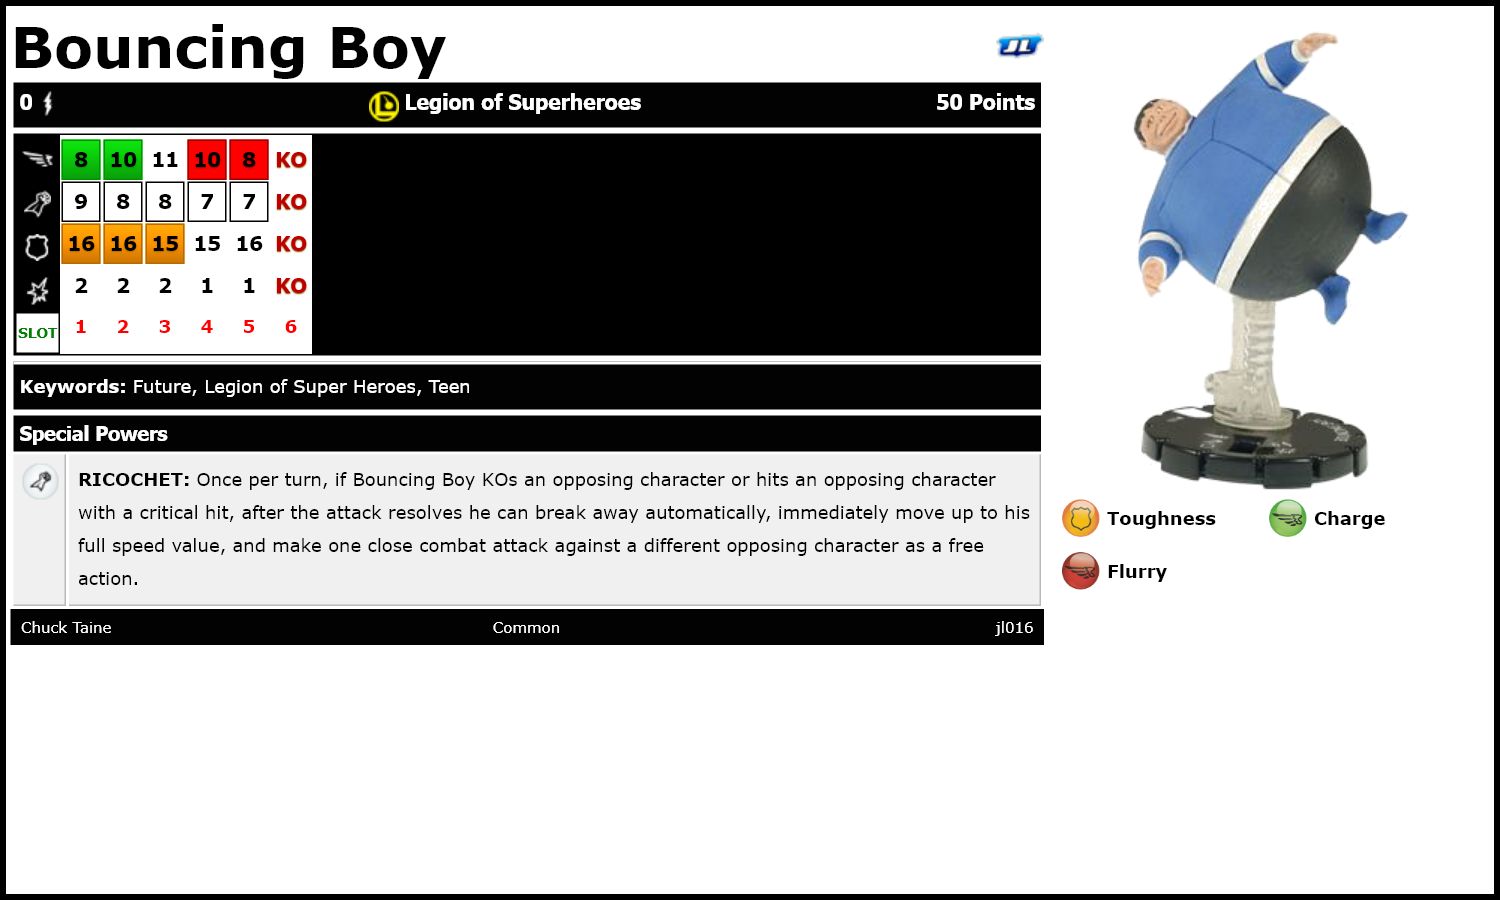 Bouncing Boy
JL
0 Legion of Superheroes 50 Points
8 10 11 10 8 KO
9 8 8 7 7 KO
16 16 15 15 16 KO
2 2 2 1 1 KO
SLOT 1 2 3 4 5 6
Keywords: Future, Legion of Super Heroes, Teen
Special Powers
RICOCHET: Once per turn, if Bouncing Boy KOs an opposing character or hits an opposing character
with a critical hit, after the attack resolves he can break away automatically, immediately move up to his
full speed value, and make one close combat attack against a different opposing character as a free
action.
Chuck Taine Common jl016
Toughness Charge
Flurry